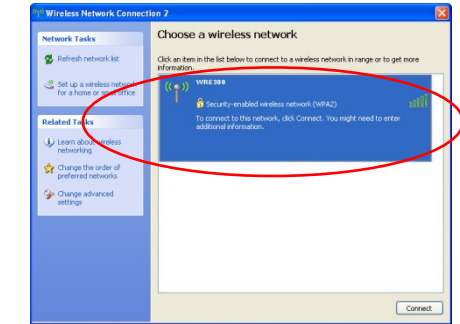 Wireless Network Connection 2
Network Tasks
Refresh network list
Set up a wireless network
for a home or small office
Related Tasks
Learn about wireless
networking
Change the order of
preferred networks
Change advanced
settings
Choose a wireless network
Click an item in the list below to connect to a wireless network in range or to get more
information.
WRE300
Security-enabled wireless network (WPA2)
To connect to this network, click Connect. You might need to enter
additional information.
Connect